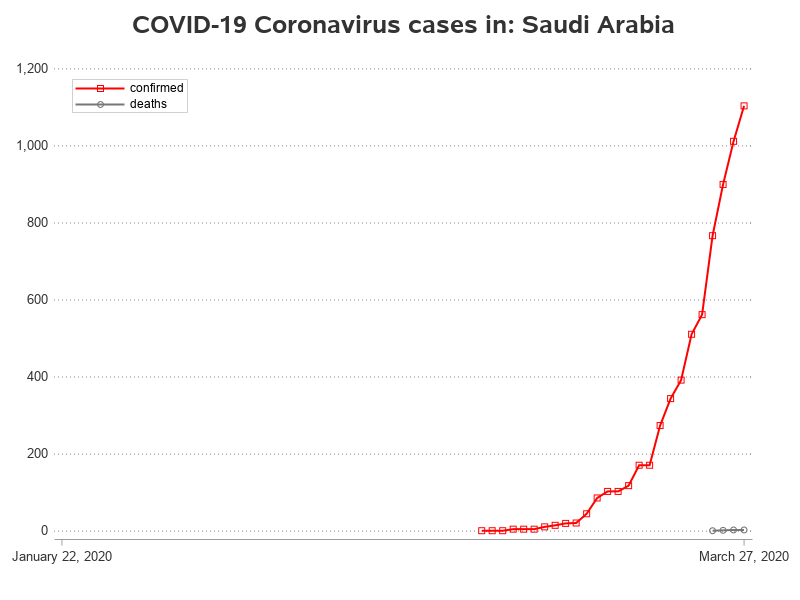 COVID-19 Coronavirus cases in: Saudi Arabia
1,200
confirmed
deaths
1,000
800
600
400
200
0
January 22, 2020 March 27, 2020